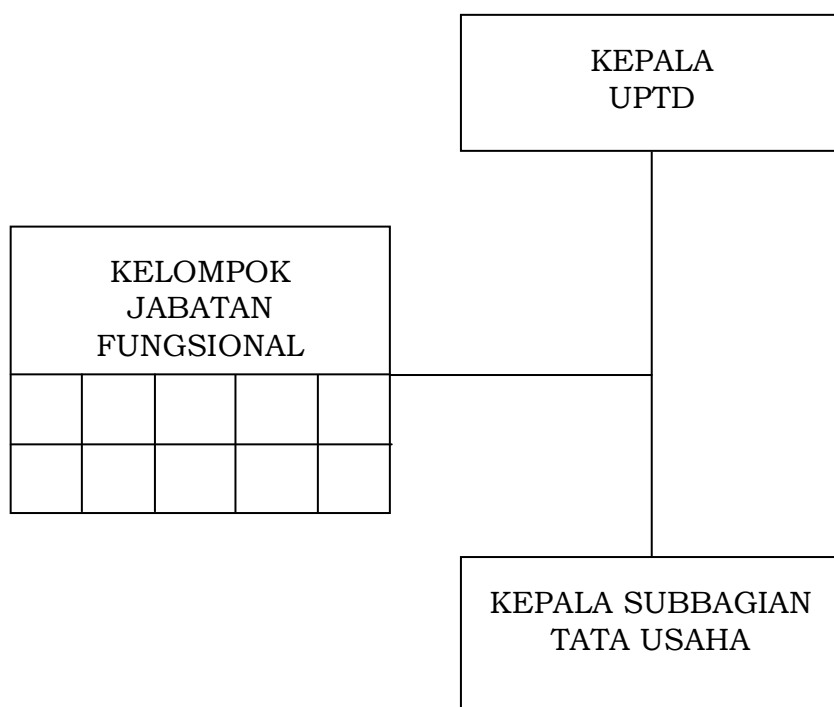 KEPALA
UPTD
KELOMPOK
JABATAN
FUNGSIONAL
KEPALA SUBBAGIAN
TATA USAHA